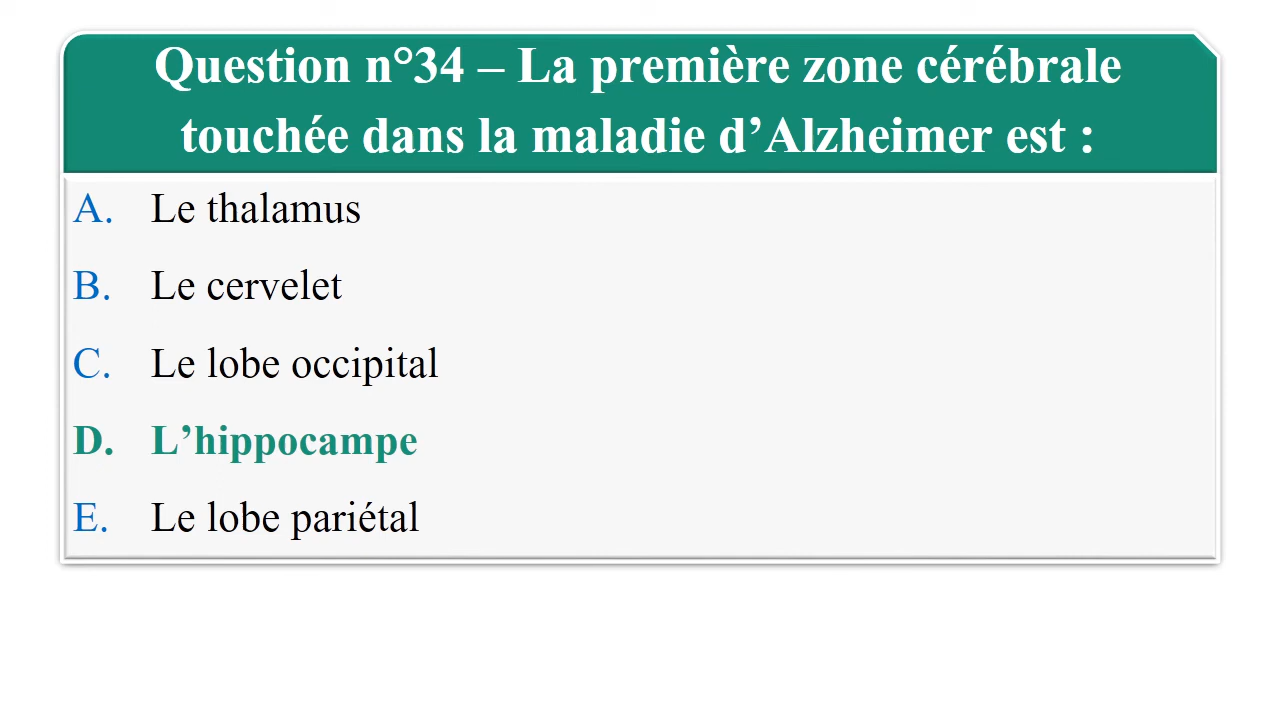 Question n°34 – La première zone cérébrale
touchée dans la maladie d’Alzheimer est :
A. Le thalamus
B. Le cervelet
C. Le lobe occipital
D. L’hippocampe
E. Le lobe pariétal